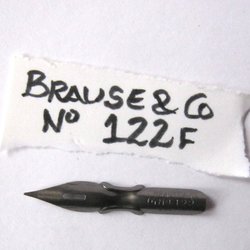 BRAUSE & CO
Nº 122F